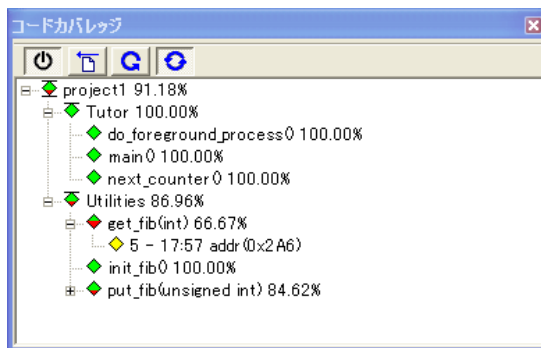 コードカバレッジ
project1 91.18%
Tutor 100.00%
do_foreground_process() 100.00%
main() 100.00%
next_counter() 100.00%
Utilities 86.96%
get_fib(int) 66.67%
5 - 17:57 addr(0x2A6)
init_fib() 100.00%
put_fib(unsigned int) 84.62%